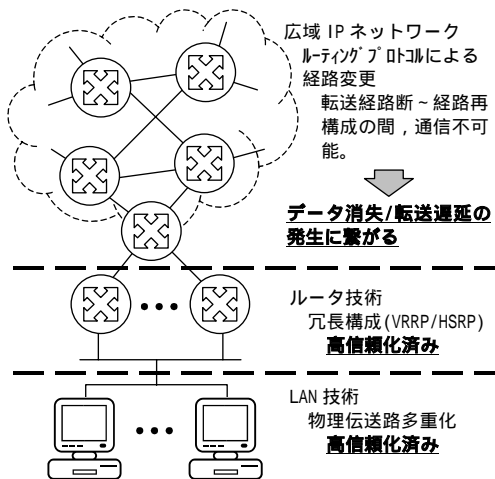 広域 IP ネットワーク
ルーティングプロトコルによる
経路変更
転送経路断～経路再
構成の間，通信不可
能。
データ消失/転送遅延の
発生に繋がる
ルータ技術
冗長構成(VRRP/HSRP)
高信頼化済み
LAN 技術
物理伝送路多重化
高信頼化済み